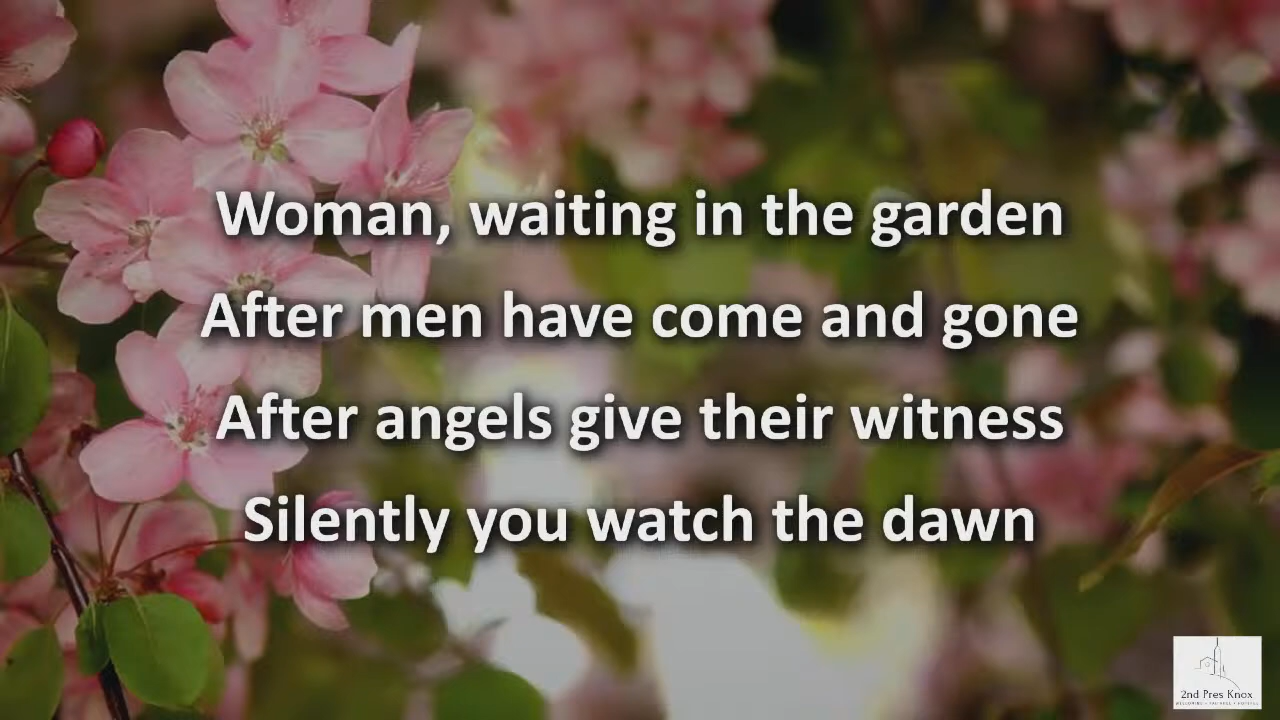 Woman, waiting in the garden
After men have come and gone
After angels give their witness
Silently you watch the dawn
2nd Pres Knox